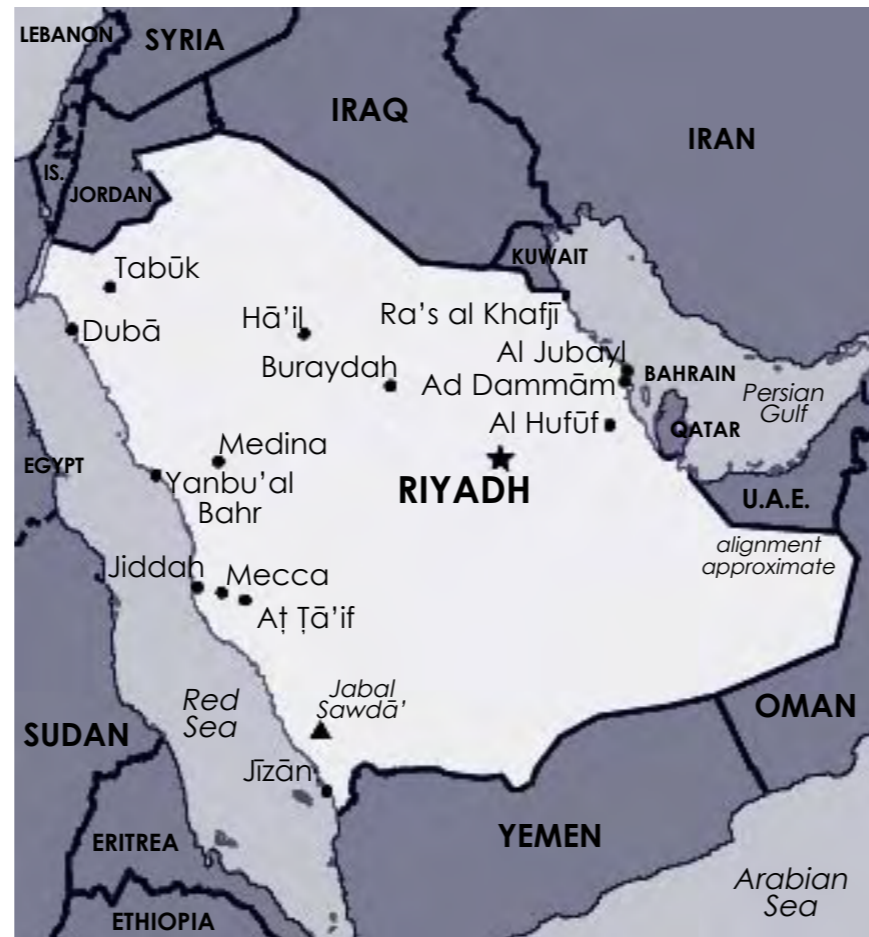 LEBANON
SYRIA
IRAQ
IRAN
IS.
JORDAN
KUWAIT
Tabūk
Dubā
Hā’il
Ra’s al Khafjī
Buraydah
Al Jubayl
Ad Dammām
BAHRAIN
Persian
Gulf
Al Hufūf
QATAR
EGYPT
Medina
Yanbu’al
Bahr
RIYADH
U.A.E.
alignment
approximate
Jiddah
Mecca
Aţ Ţā’if
Red
Sea
Jabal
Sawdā’
OMAN
SUDAN
Jīzān
YEMEN
ERITREA
Arabian
Sea
ETHIOPIA